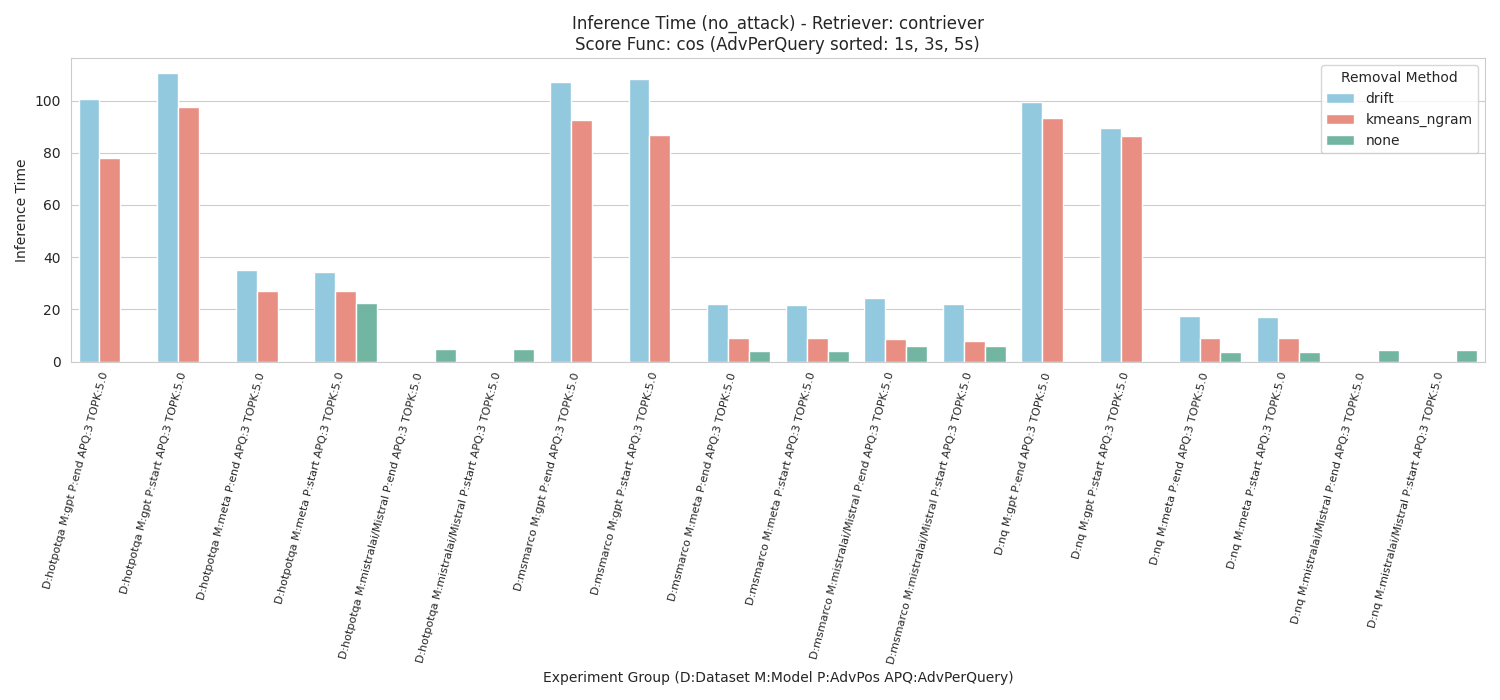 Inference Time (no_attack) - Retriever: contriever
Score Func: cos (AdvPerQuery sorted: 1s, 3s, 5s)
Removal Method
drift
kmeans_ngram
none
Inference Time
100
80
60
40
20
0
D:hotpotqa M:gpt P:end APQ:3 TOPK:5.0
D:hotpotqa M:gpt P:start APQ:3 TOPK:5.0
D:hotpotqa M:meta P:end APQ:3 TOPK:5.0
D:hotpotqa M:meta P:start APQ:3 TOPK:5.0
D:hotpotqa M:mistralai/Mistral P:end APQ:3 TOPK:5.0
D:hotpotqa M:mistralai/Mistral P:start APQ:3 TOPK:5.0
D:msmarco M:gpt P:end APQ:3 TOPK:5.0
D:msmarco M:gpt P:start APQ:3 TOPK:5.0
D:msmarco M:meta P:end APQ:3 TOPK:5.0
D:msmarco M:meta P:start APQ:3 TOPK:5.0
D:msmarco M:mistralai/Mistral P:end APQ:3 TOPK:5.0
D:msmarco M:mistralai/Mistral P:start APQ:3 TOPK:5.0
D:nq M:gpt P:end APQ:3 TOPK:5.0
D:nq M:gpt P:start APQ:3 TOPK:5.0
D:nq M:meta P:end APQ:3 TOPK:5.0
D:nq M:meta P:start APQ:3 TOPK:5.0
D:nq M:mistralai/Mistral P:end APQ:3 TOPK:5.0
D:nq M:mistralai/Mistral P:start APQ:3 TOPK:5.0
Experiment Group (D:Dataset M:Model P:AdvPos APQ:AdvPerQuery)